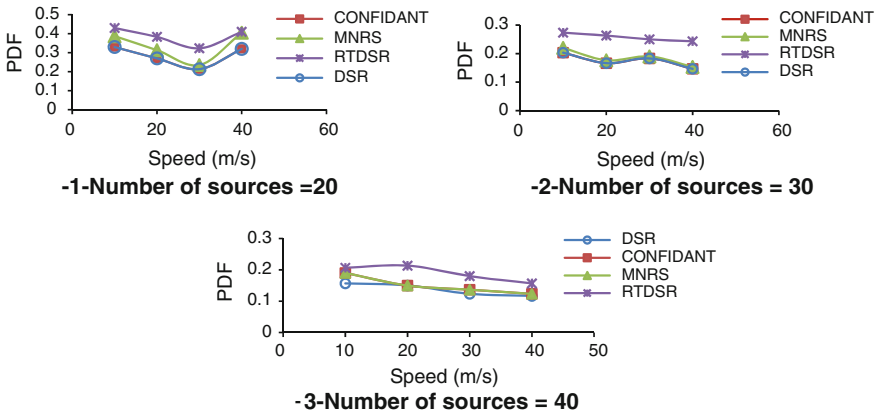 0.5
0.4
0.3
0.2
0.1
0
PDF
0 20 40 60
Speed (m/s)
CONFIDANT
MNRS
RTDSR
DSR
-1-Number of sources =20
0.3
0.2
0.1
0
PDF
0 20 40 60
Speed (m/s)
CONFIDANT
MNRS
RTDSR
DSR
-2-Number of sources = 30
0.3
0.2
0.1
0
PDF
0 10 20 30 40 50
Speed (m/s)
DSR
CONFIDANT
MNRS
RTDSR
-3-Number of sources = 40